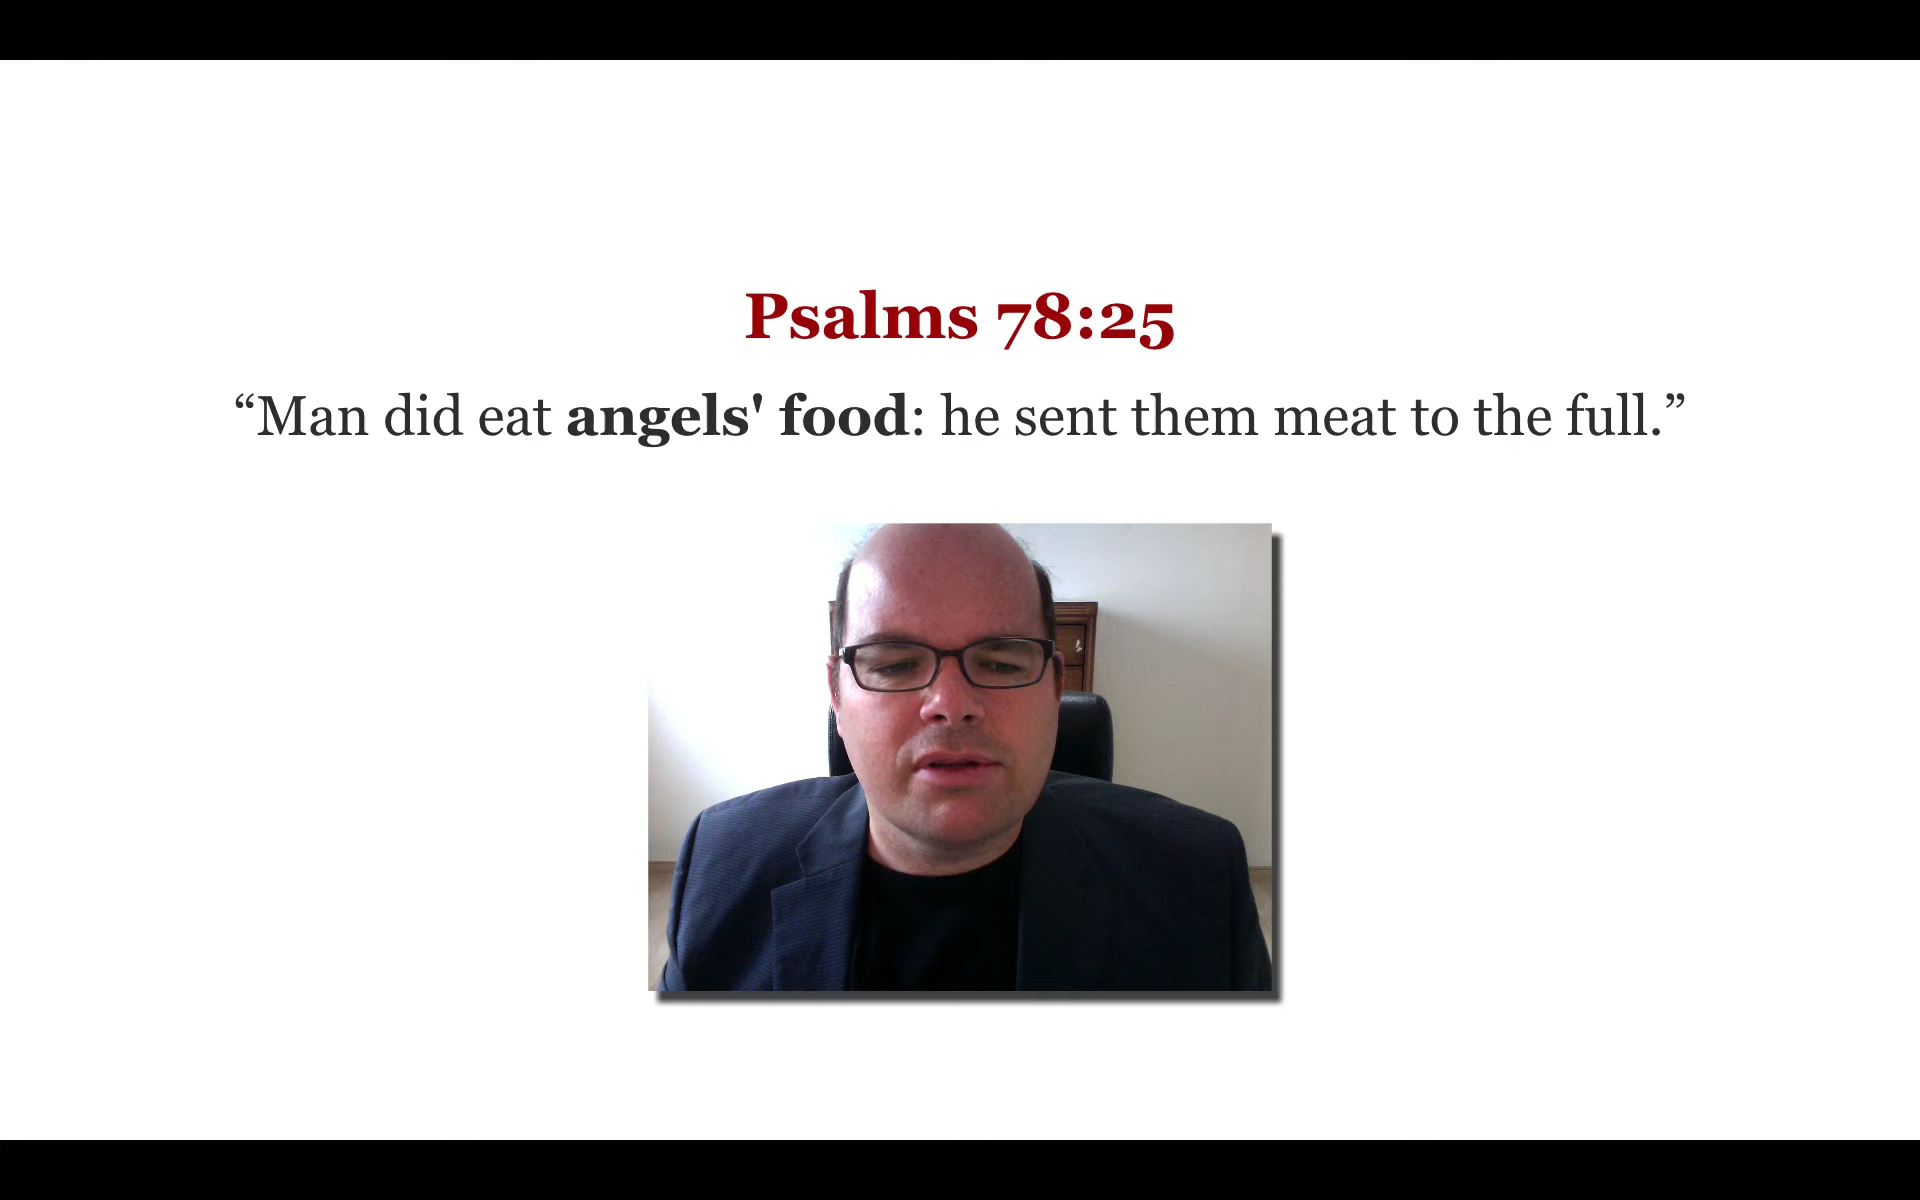 Psalms 78:25
“Man did eat angels' food: he sent them meat to the full.”